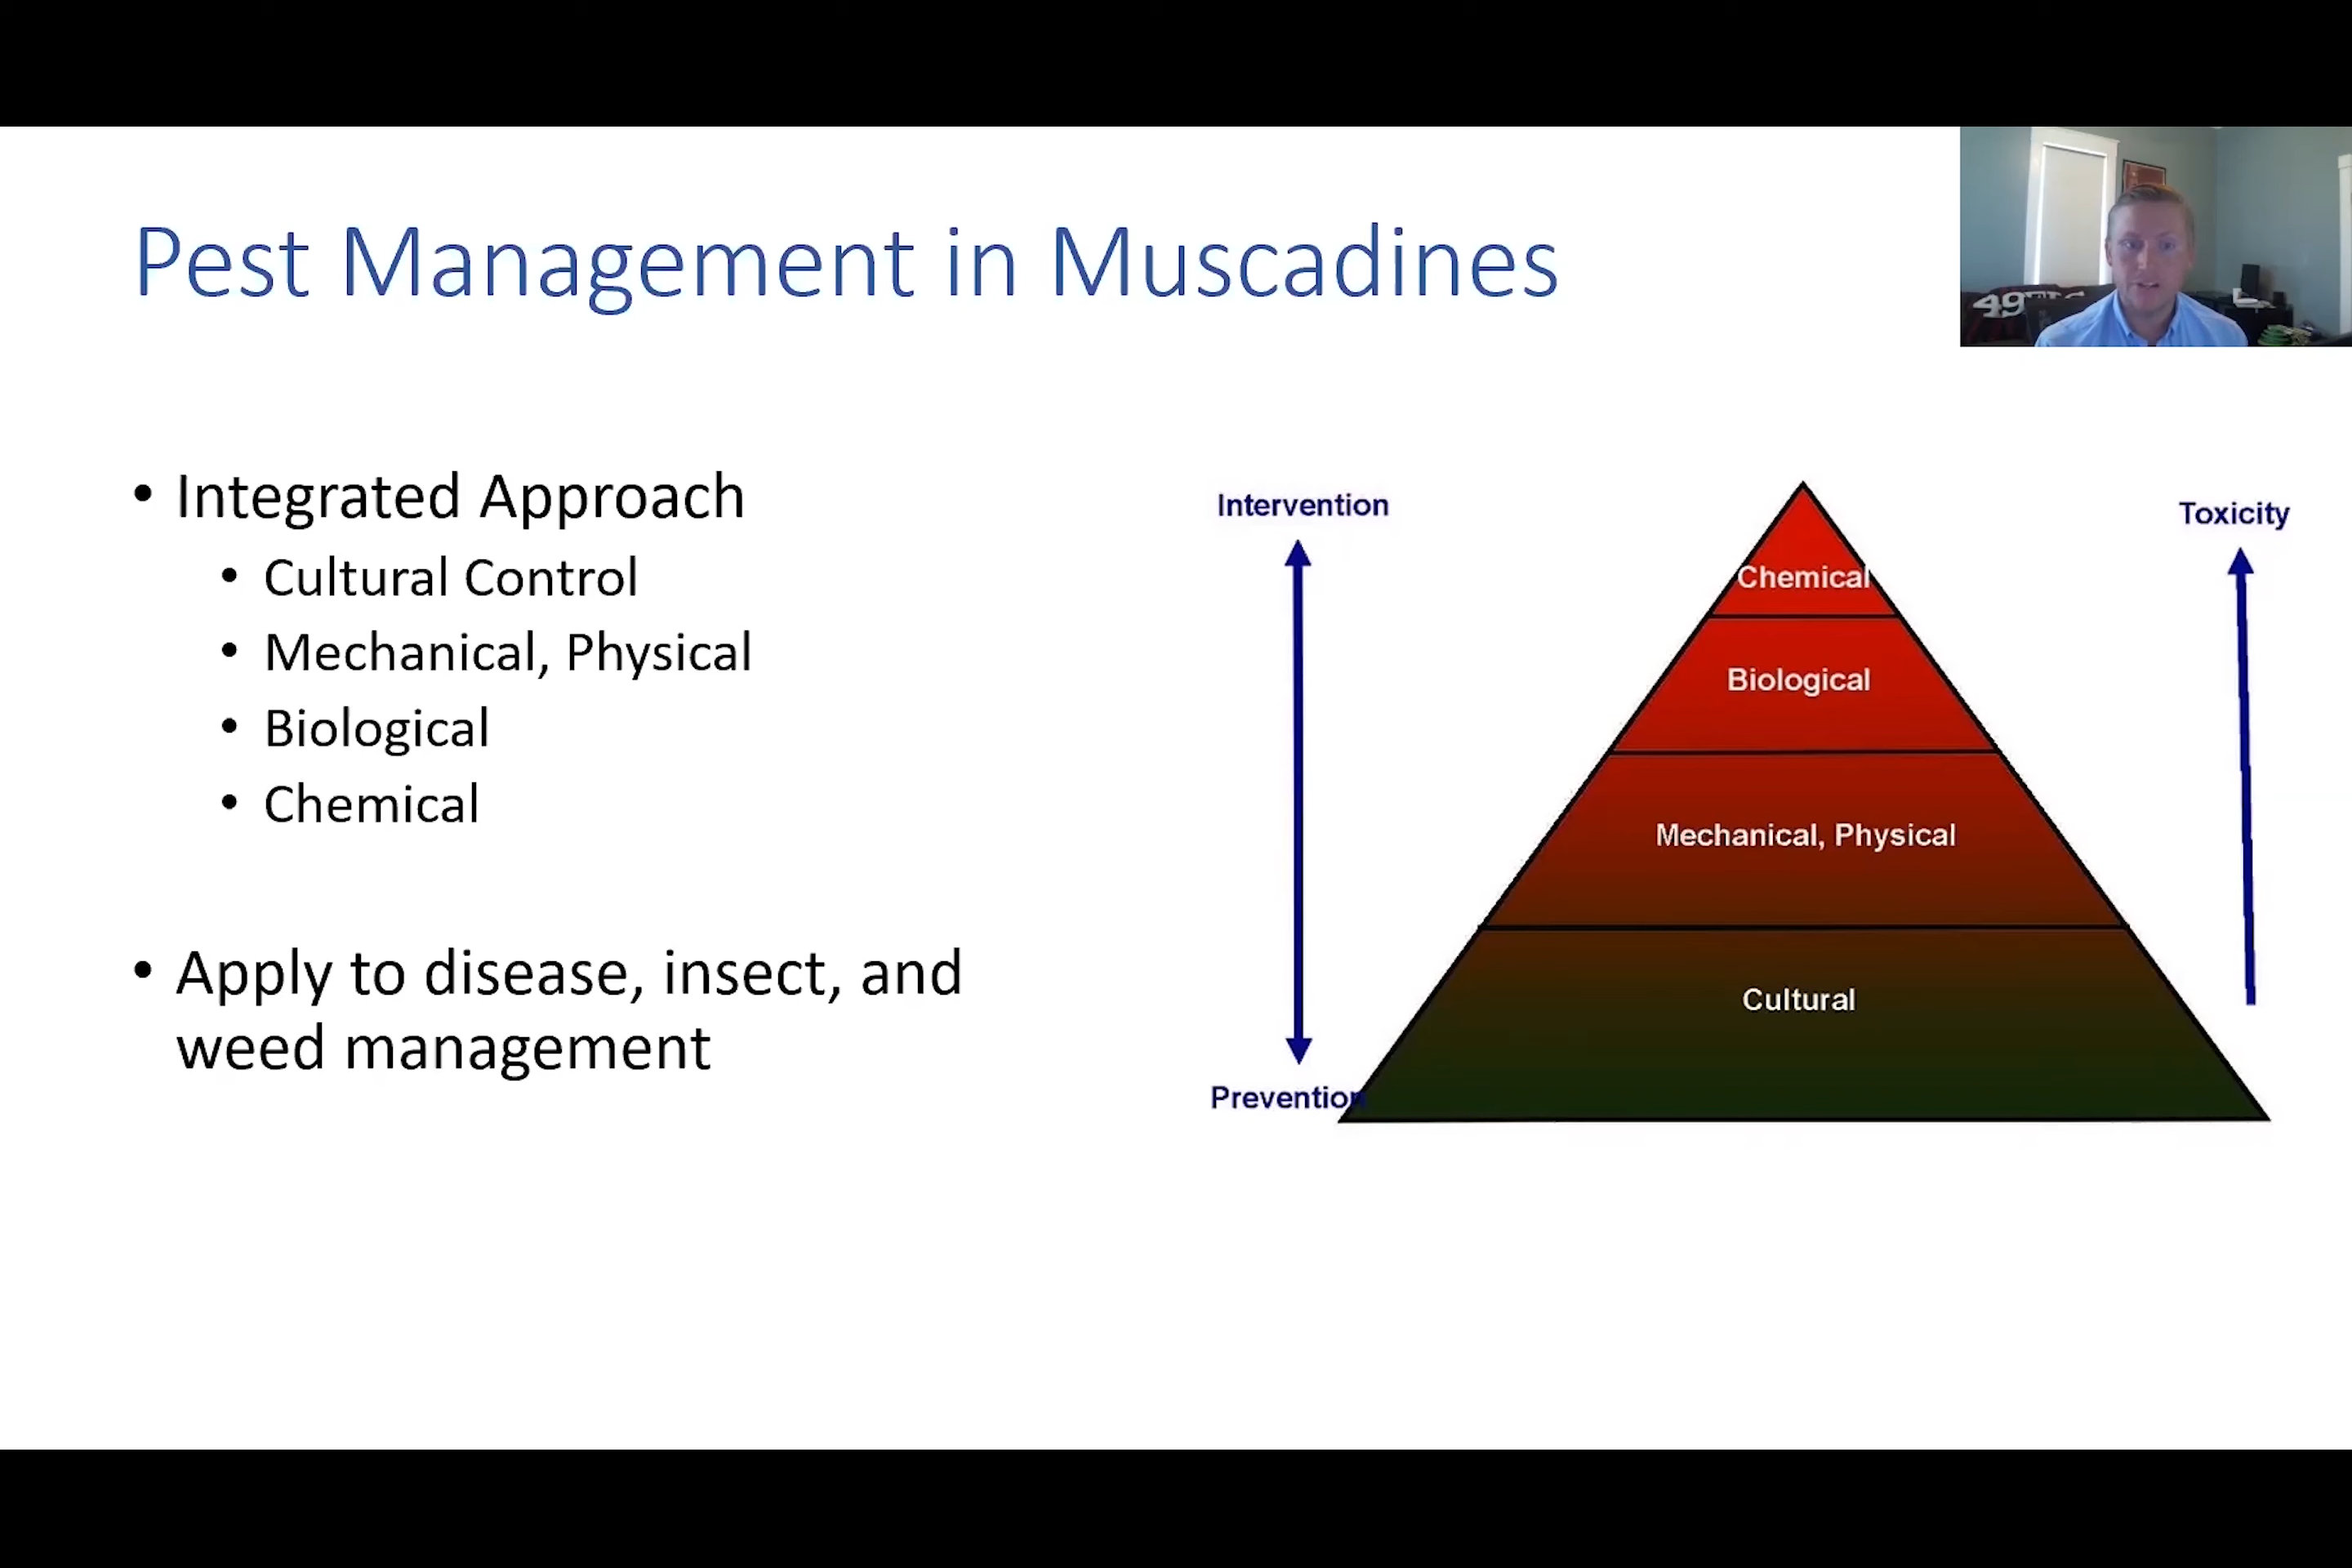 Pest Management in Muscadines
• Integrated Approach
• Cultural Control
• Mechanical, Physical
• Biological
• Chemical
• Apply to disease, insect, and
weed management
Intervention
Prevention
Chemical
Biological
Mechanical, Physical
Cultural
Toxicity